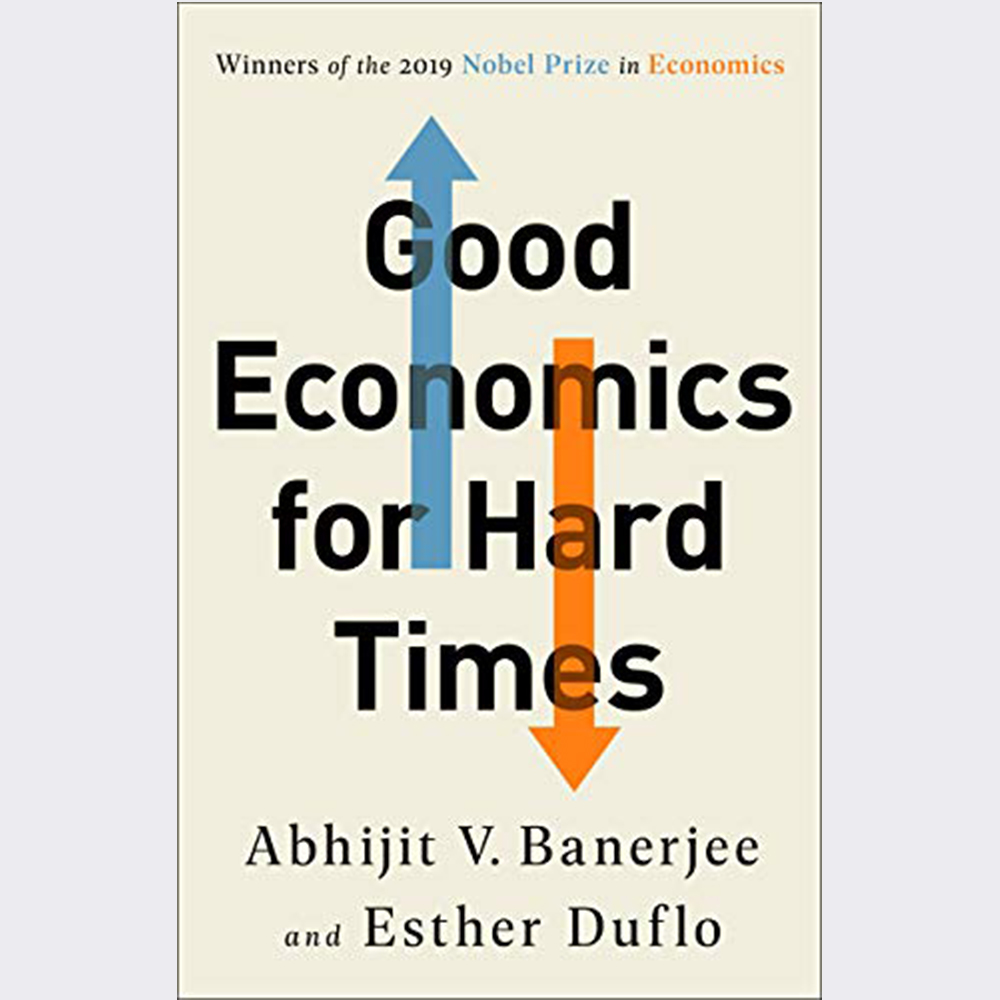 Winners of the 2019 Nobel Prize in Economics
Good
Economics
for Hard
Times
Abhijit V. Banerjee
and Esther Duflo